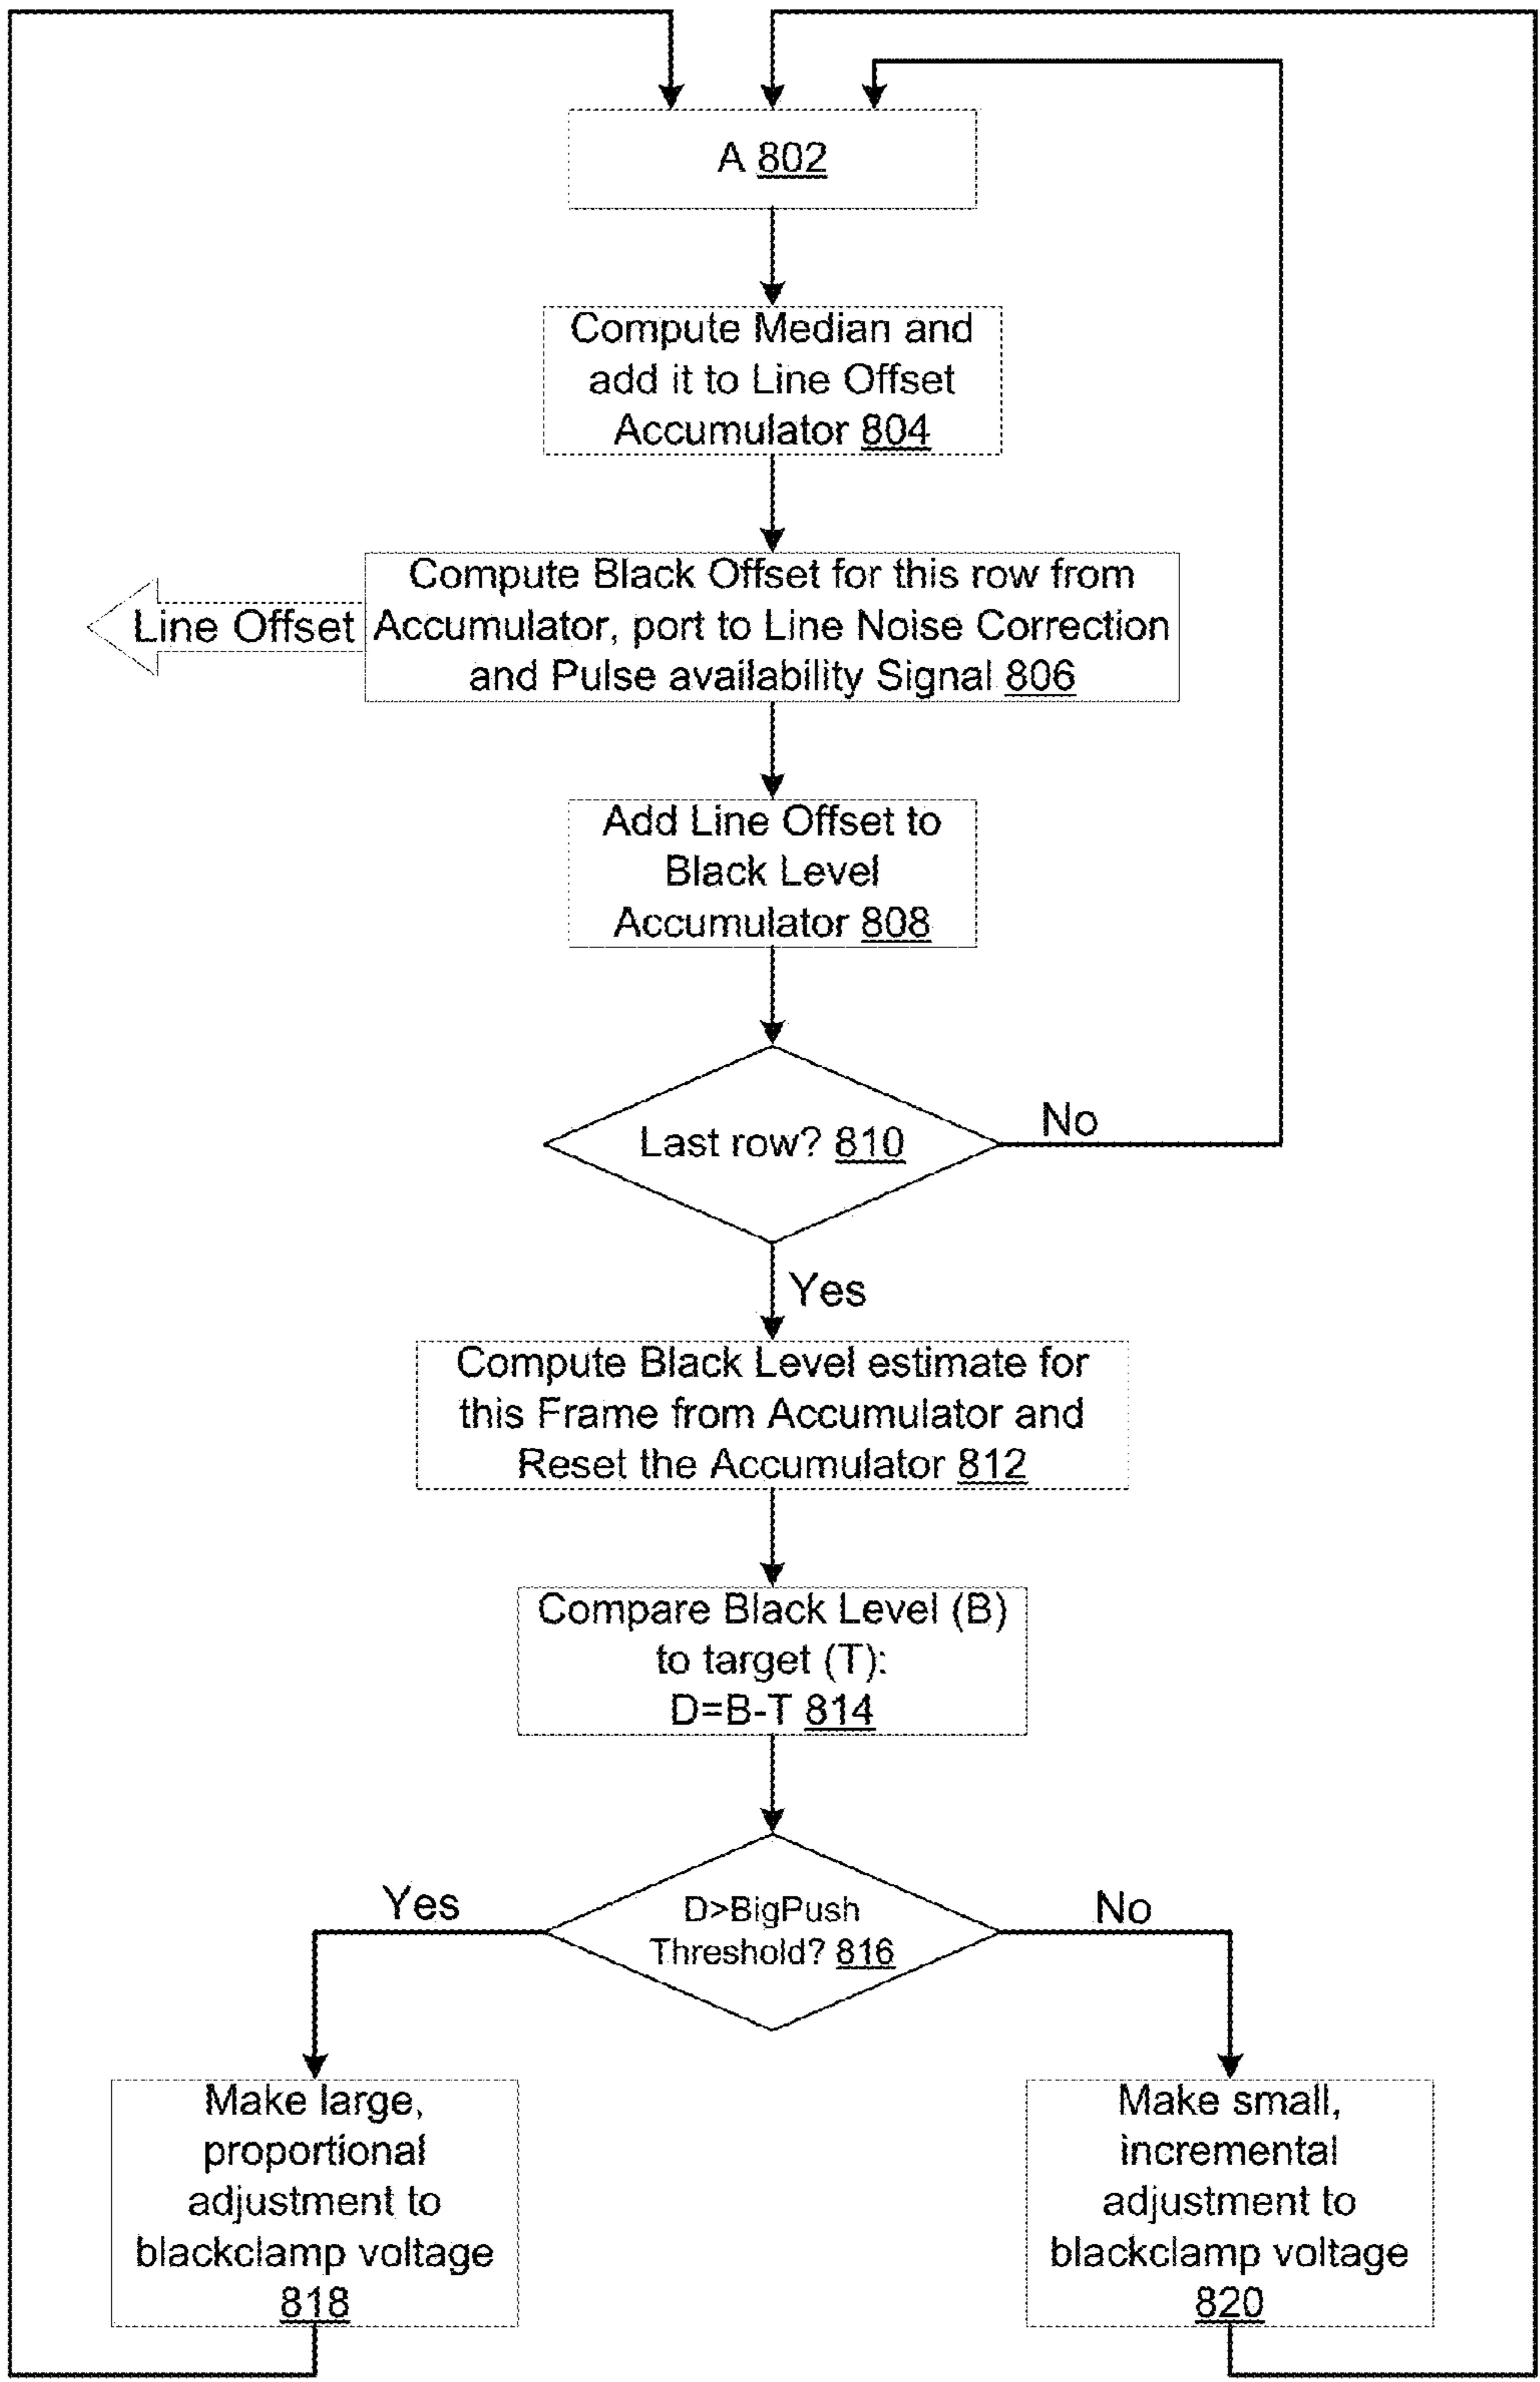 A 802
Compute Median and
add it to Line Offset
Accumulator 804
Compute Black Offset for this row from
Line Offset
Accumulator, port to Line Noise Correction
and Pulse availability Signal 806
Add Line Offset to
Black Level
Accumulator 808
Last row? 810
No
Yes
Compute Black Level estimate for
this Frame from Accumulator and
Reset the Accumulator 812
Compare Black Level (B)
to target (T):
D=B-T 814
Yes
D>BigPush
Threshold? 816
No
Make large,
proportional
adjustment to
blackclamp voltage
818
Make small,
incremental
adjustment to
blackclamp voltage
820